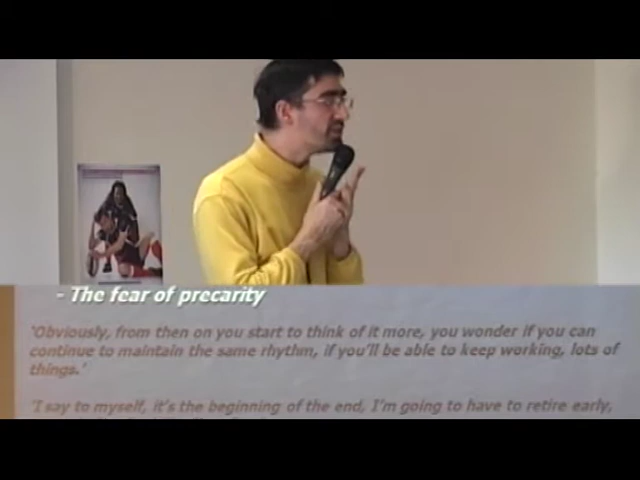 - The fear of precarity
'Obviously, from then on you start to think of it more, you wonder if you can
continue to maintain the same rhythm, if you'll be able to keep working, lots of
things.'
'I say to myself, it's the beginning of the end, I'm going to have to retire early,